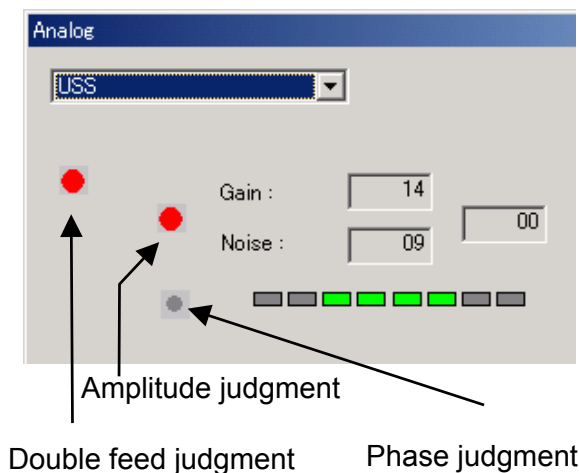 Analog
USS
Gain :
14
00
Noise :
09
Amplitude judgment
Double feed judgment
Phase judgment